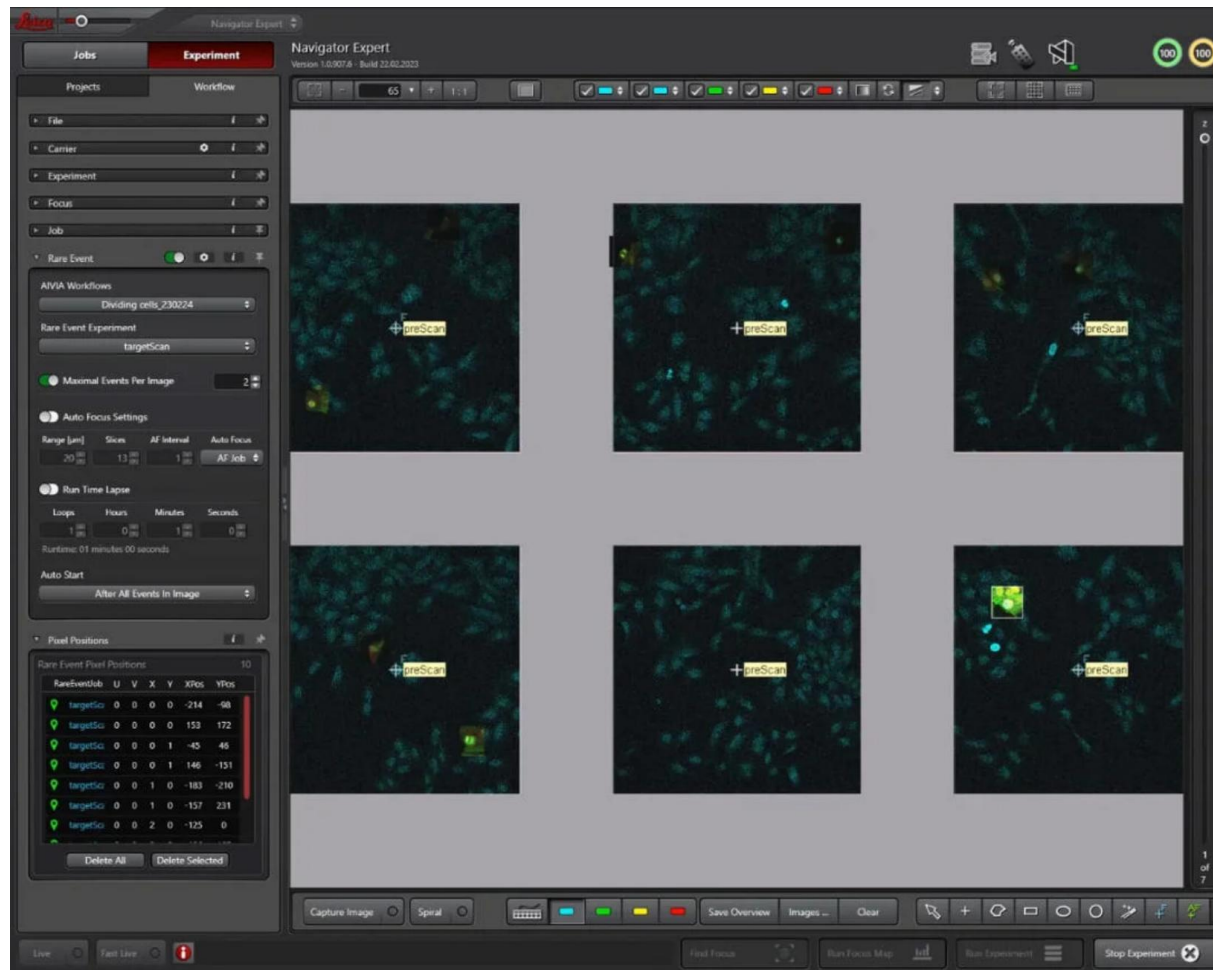 Leica
Navigator Expert
Jobs Experiment
Projects Workflow
File
Carrier
Experiment
Focus
Job
Rare Event
AIVIA Workflows
Dividing cells_230224
Rare Event Experiment
targetScan
Maximal Events Per Image 2
Auto Focus Settings
Range [µm] Slices AF Interval Auto Focus
20 13 1 AF Job
Run Time Lapse
Loops Hours Minutes Seconds
1 0 1 0
Runtime: 01 minutes 00 seconds
Auto Start
After All Events In Image
Pixel Positions
Rare Event Pixel Positions 10
RareEventJob U V X Y XPos YPos
targetSca 0 0 0 0 -214 -98
targetSca 0 0 0 0 153 172
targetSca 0 0 0 1 -45 46
targetSca 0 0 0 1 146 -151
targetSca 0 0 1 0 -183 -210
targetSca 0 0 1 0 -157 231
targetSca 0 0 2 0 -125 0
Delete All Delete Selected
Navigator Expert
Version 1.0.907.6 - Build 22.02.2023
100 100
65 1:1
z
F preScan
preScan
F preScan
F preScan
preScan
F preScan
1
of
7
Capture Image Spiral Save Overview Images ... Clear
Live Fast Live Find Focus Run Focus Map Run Experiment Stop Experiment